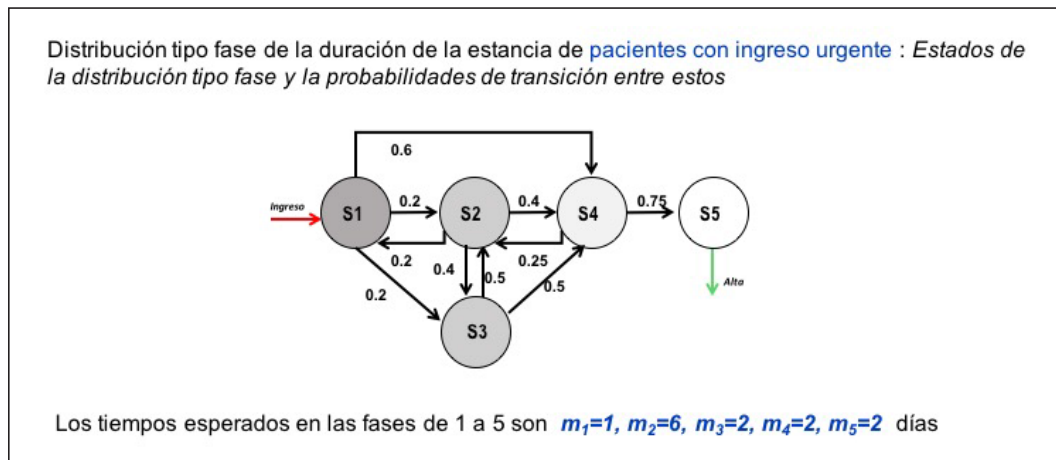 Distribución tipo fase de la duración de la estancia de pacientes con ingreso urgente : Estados de
la distribución tipo fase y la probabilidades de transición entre estos
0.6
Ingreso
S1
0.2
S2
0.4
S4
0.75
S5
0.2
0.4
0.5
0.25
0.5
0.2
Alta
S3
Los tiempos esperados en las fases de 1 a 5 son m1=1, m2=6, m3=2, m4=2, m5=2 días